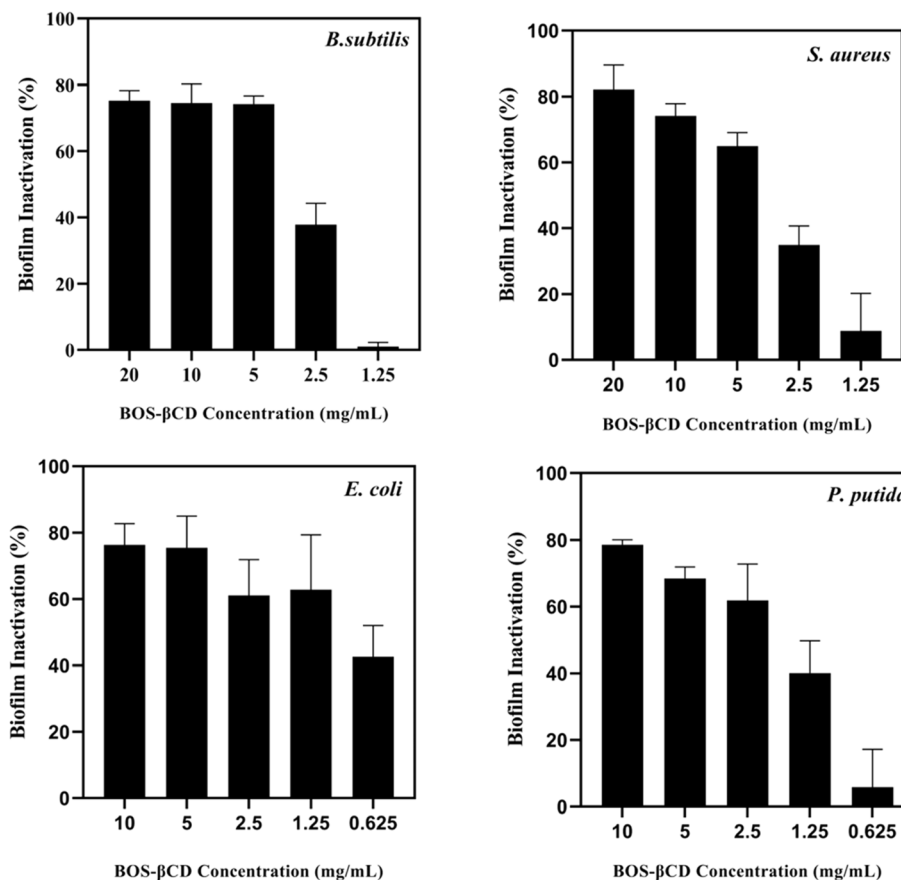 B.subtilis
Biofilm Inactivation (%)
100
80
60
40
20
0
20 10 5 2.5 1.25
BOS-βCD Concentration (mg/mL)
S. aureus
Biofilm Inactivation (%)
100
80
60
40
20
0
20 10 5 2.5 1.25
BOS-βCD Concentration (mg/mL)
E. coli
Biofilm Inactivation (%)
100
80
60
40
20
0
10 5 2.5 1.25 0.625
BOS-βCD Concentration (mg/mL)
P. putida
Biofilm Inactivation (%)
100
80
60
40
20
0
10 5 2.5 1.25 0.625
BOS-βCD Concentration (mg/mL)